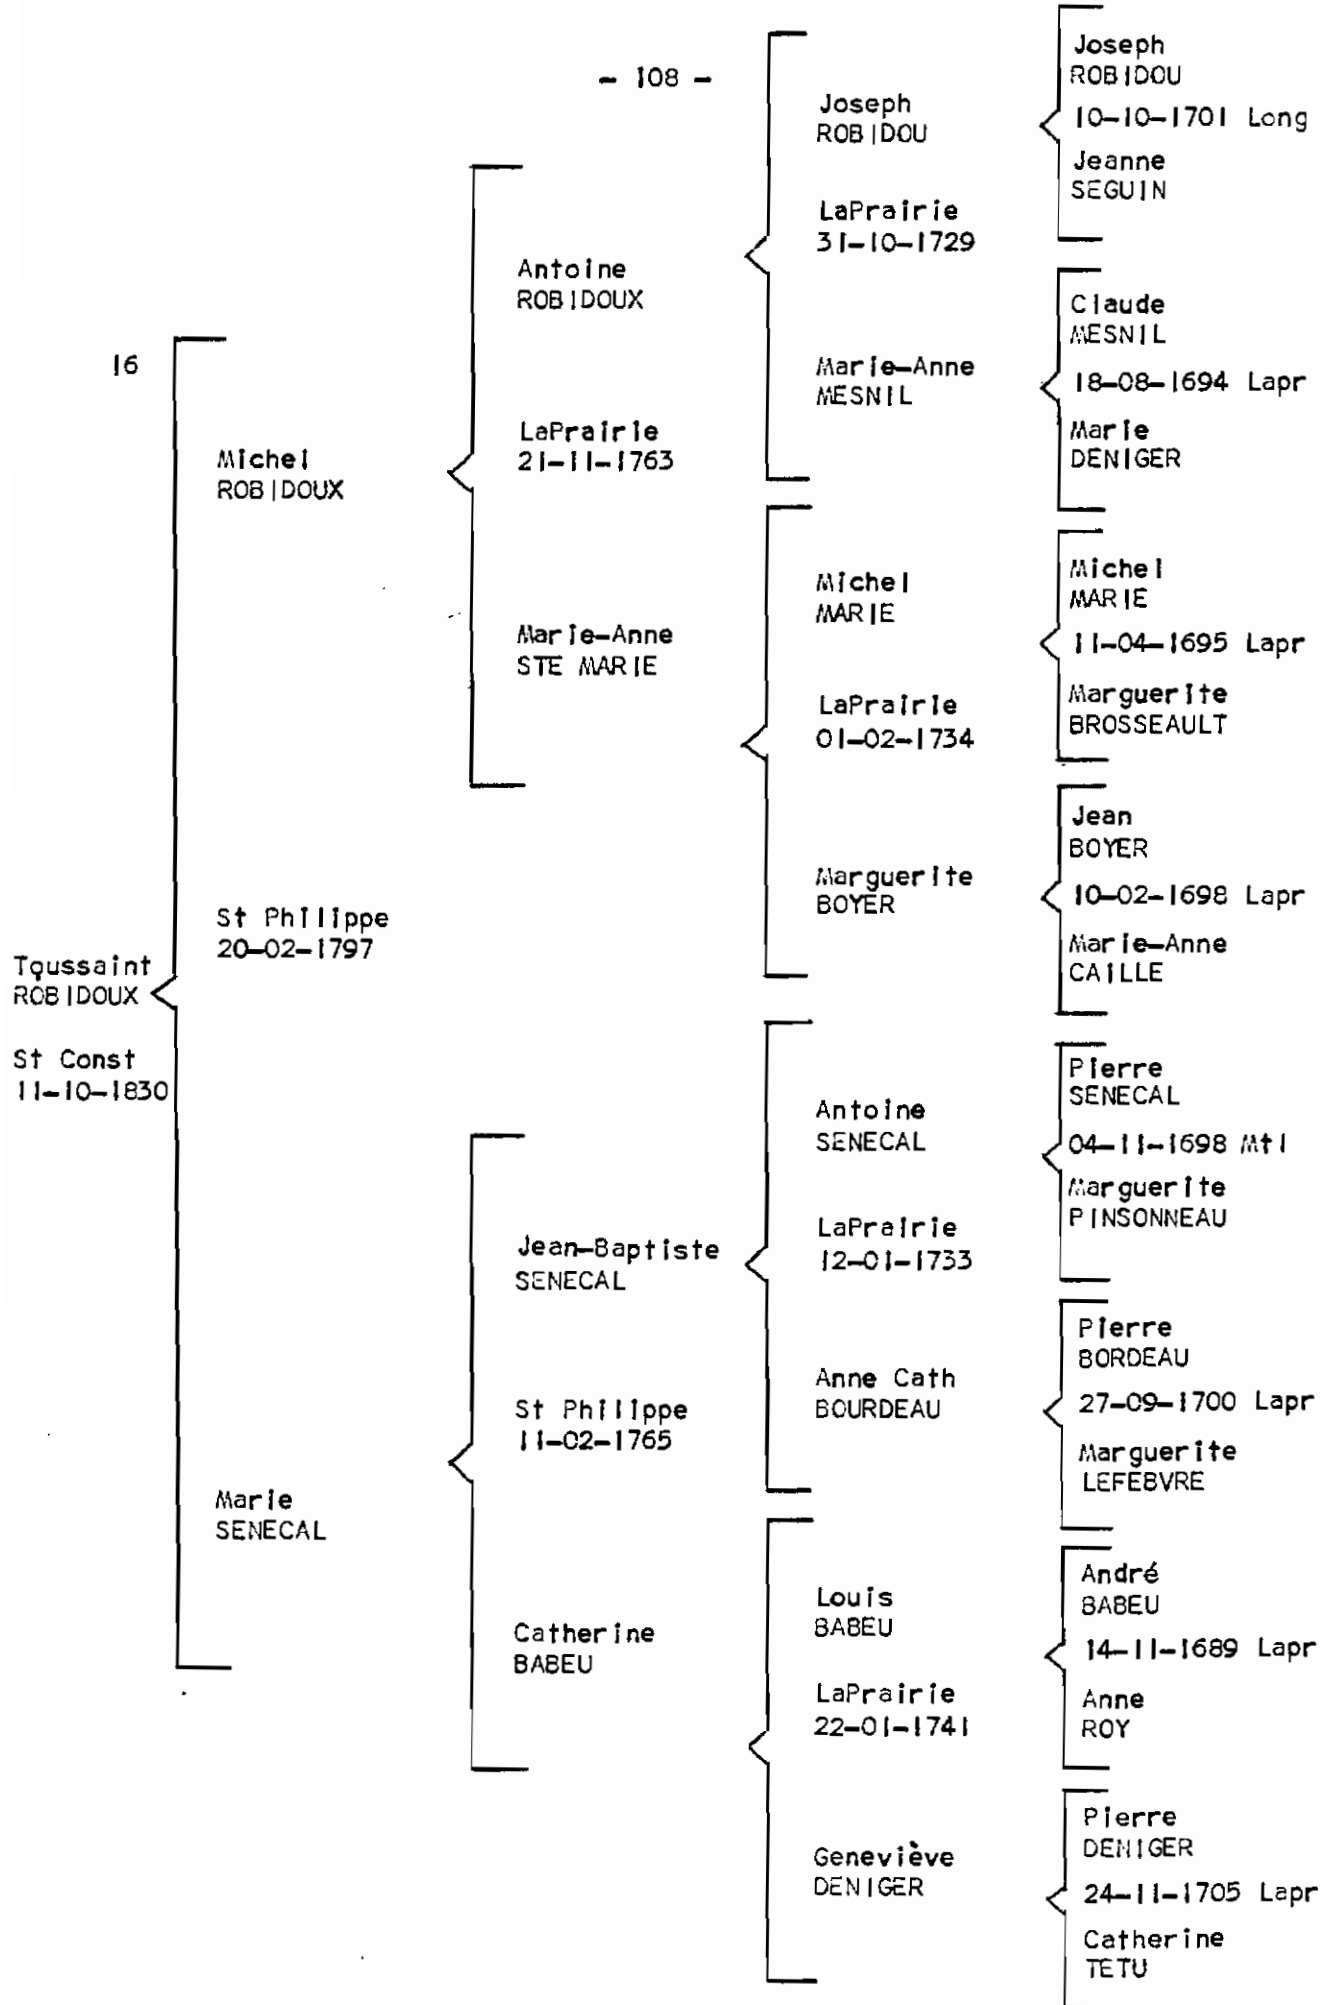 - 108 -
16
Toussaint
ROBIDOUX
St Const
11-10-1830
Michel
ROBIDOUX
St Philippe
20-02-1797
Marie
SENECAL
Antoine
ROBIDOUX
LaPrairie
21-11-1763
Marie-Anne
STE MARIE
Jean-Baptiste
SENECAL
St Philippe
11-02-1765
Catherine
BABEU
Joseph
ROBIDOU
LaPrairie
31-10-1729
Marie-Anne
MESNIL
Michel
MARIE
LaPrairie
01-02-1734
Marguerite
BOYER
Antoine
SENECAL
LaPrairie
12-01-1733
Anne Cath
BOURDEAU
Louis
BABEU
LaPrairie
22-01-1741
Geneviève
DENIGER
Joseph
ROBIDOU
10-10-1701 Long
Jeanne
SEGUIN
Claude
MESNIL
18-08-1694 Lapr
Marie
DENIGER
Michel
MARIE
11-04-1695 Lapr
Marguerite
BROSSEAULT
Jean
BOYER
10-02-1698 Lapr
Marie-Anne
CAILLE
Pierre
SENECAL
04-11-1698 Mtl
Marguerite
PINSONNEAU
Pierre
BORDEAU
27-09-1700 Lapr
Marguerite
LEFEBVRE
André
BABEU
14-11-1689 Lapr
Anne
ROY
Pierre
DENIGER
24-11-1705 Lapr
Catherine
TETU